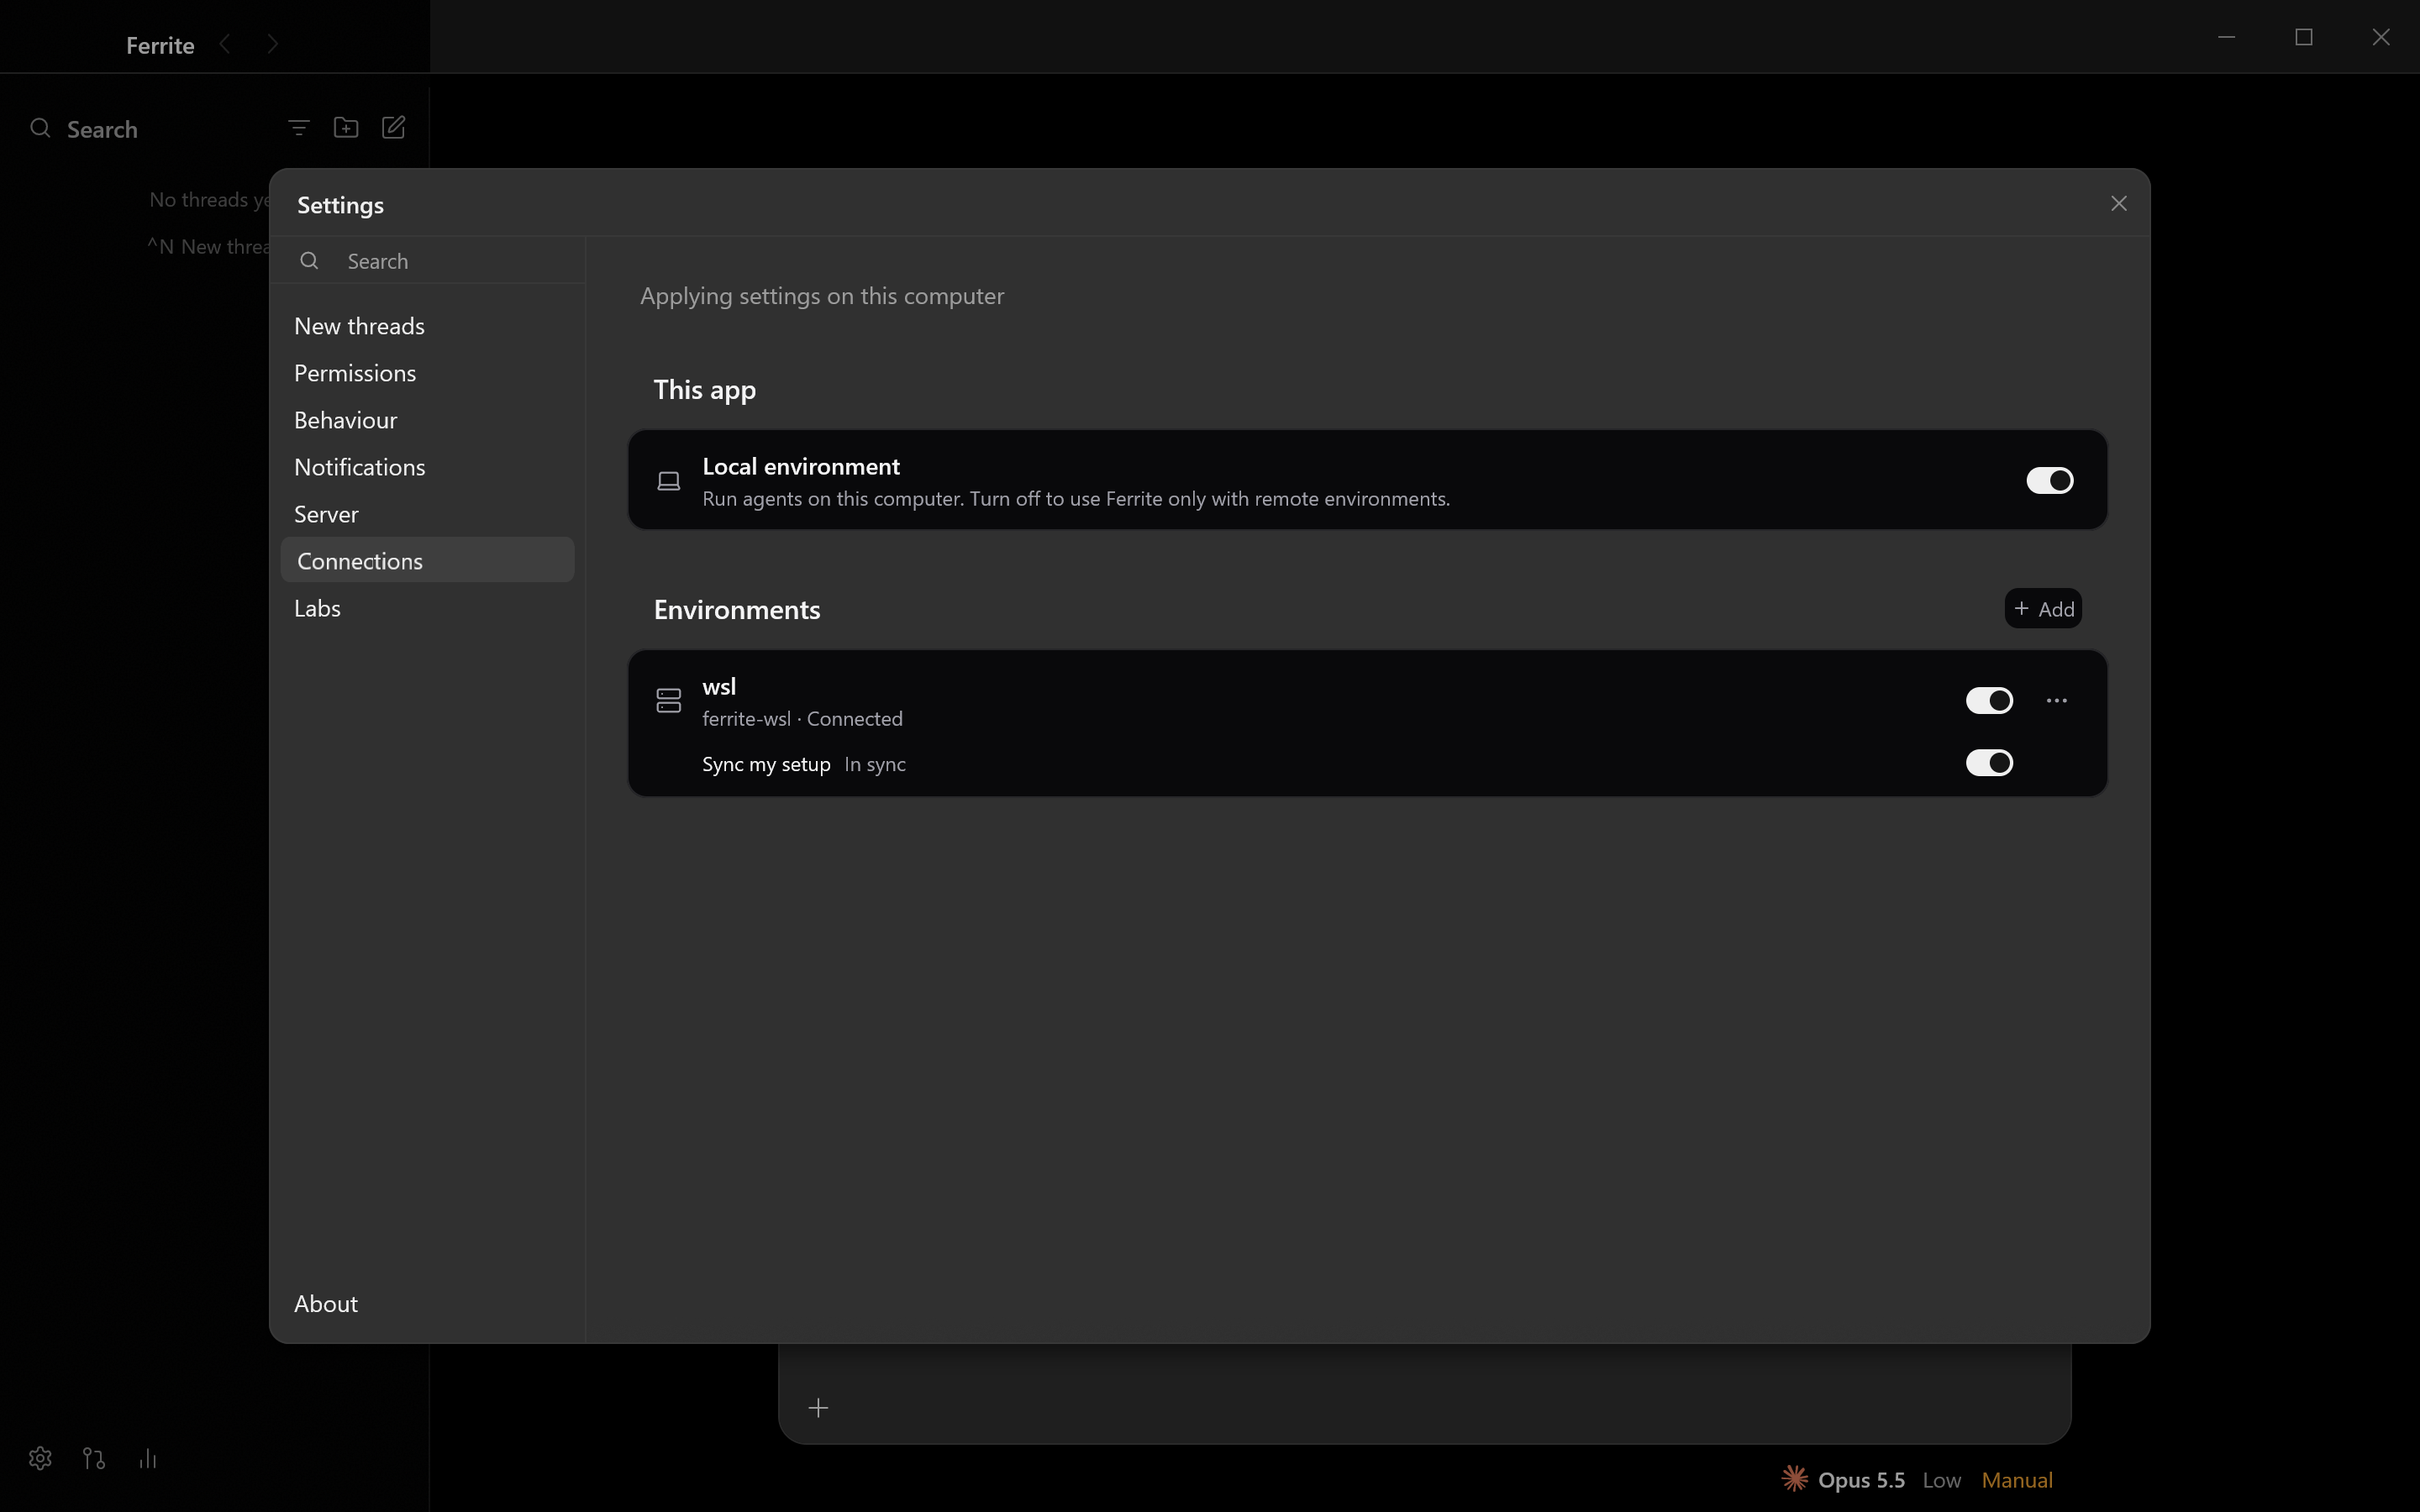 Ferrite
Search
No threads ye
^N New threa
Settings
Search
New threads
Permissions
Behaviour
Notifications
Server
Connections
Labs
About
Applying settings on this computer
This app
Local environment
Run agents on this computer. Turn off to use Ferrite only with remote environments.
Environments
+ Add
wsl
ferrite-wsl · Connected
Sync my setup In sync
Opus 5.5 Low Manual